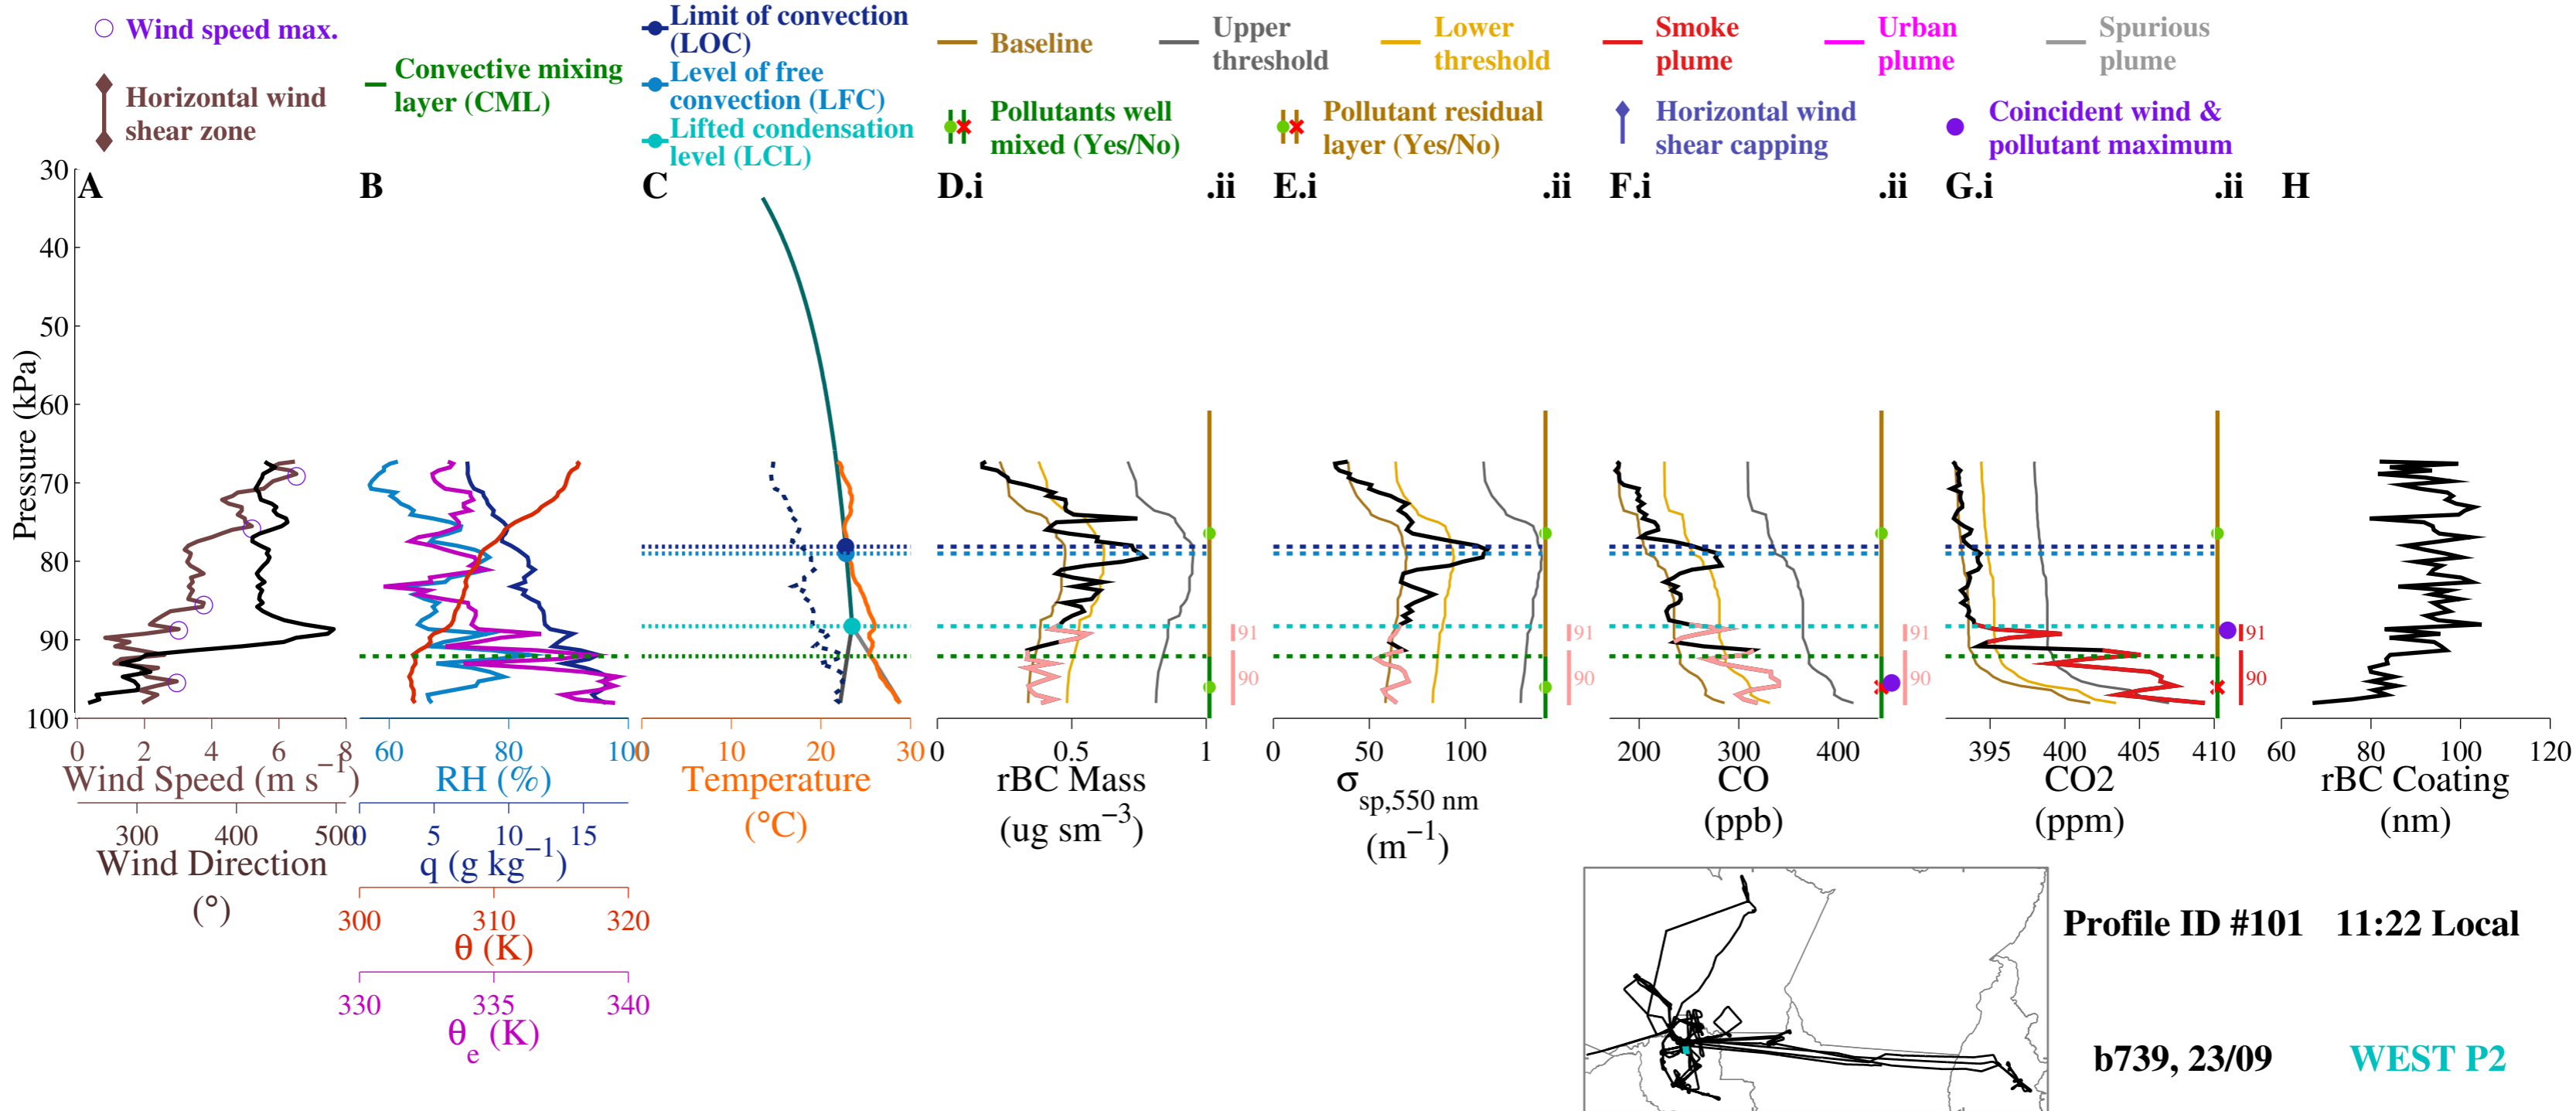 Wind speed max.
Horizontal wind
shear zone
Convective mixing
layer (CML)
Limit of convection
(LOC)
Level of free
convection (LFC)
Lifted condensation
level (LCL)
Baseline
Upper
threshold
Lower
threshold
Smoke
plume
Urban
plume
Spurious
plume
Pollutants well
mixed (Yes/No)
Pollutant residual
layer (Yes/No)
Horizontal wind
shear capping
Coincident wind &
pollutant maximum
A B C D.i .ii E.i .ii F.i .ii G.i .ii H
Pressure (kPa)
30
40
50
60
70
80
90
100
91 91 91 91
90 90 90 90
0 2 4 6 8
Wind Speed (m s⁻¹)
300 400 500
Wind Direction
(°)
60 80 100
RH (%)
0 5 10 15
q (g kg⁻¹)
300 310 320
θ (K)
330 335 340
θe (K)
0 10 20 30
Temperature
(°C)
0 0.5 1
rBC Mass
(ug sm⁻³)
0 50 100
σsp,550 nm
(m⁻¹)
200 300 400
CO
(ppb)
395 400 405 410
CO2
(ppm)
60 80 100 120
rBC Coating
(nm)
Profile ID #101 11:22 Local
b739, 23/09 WEST P2